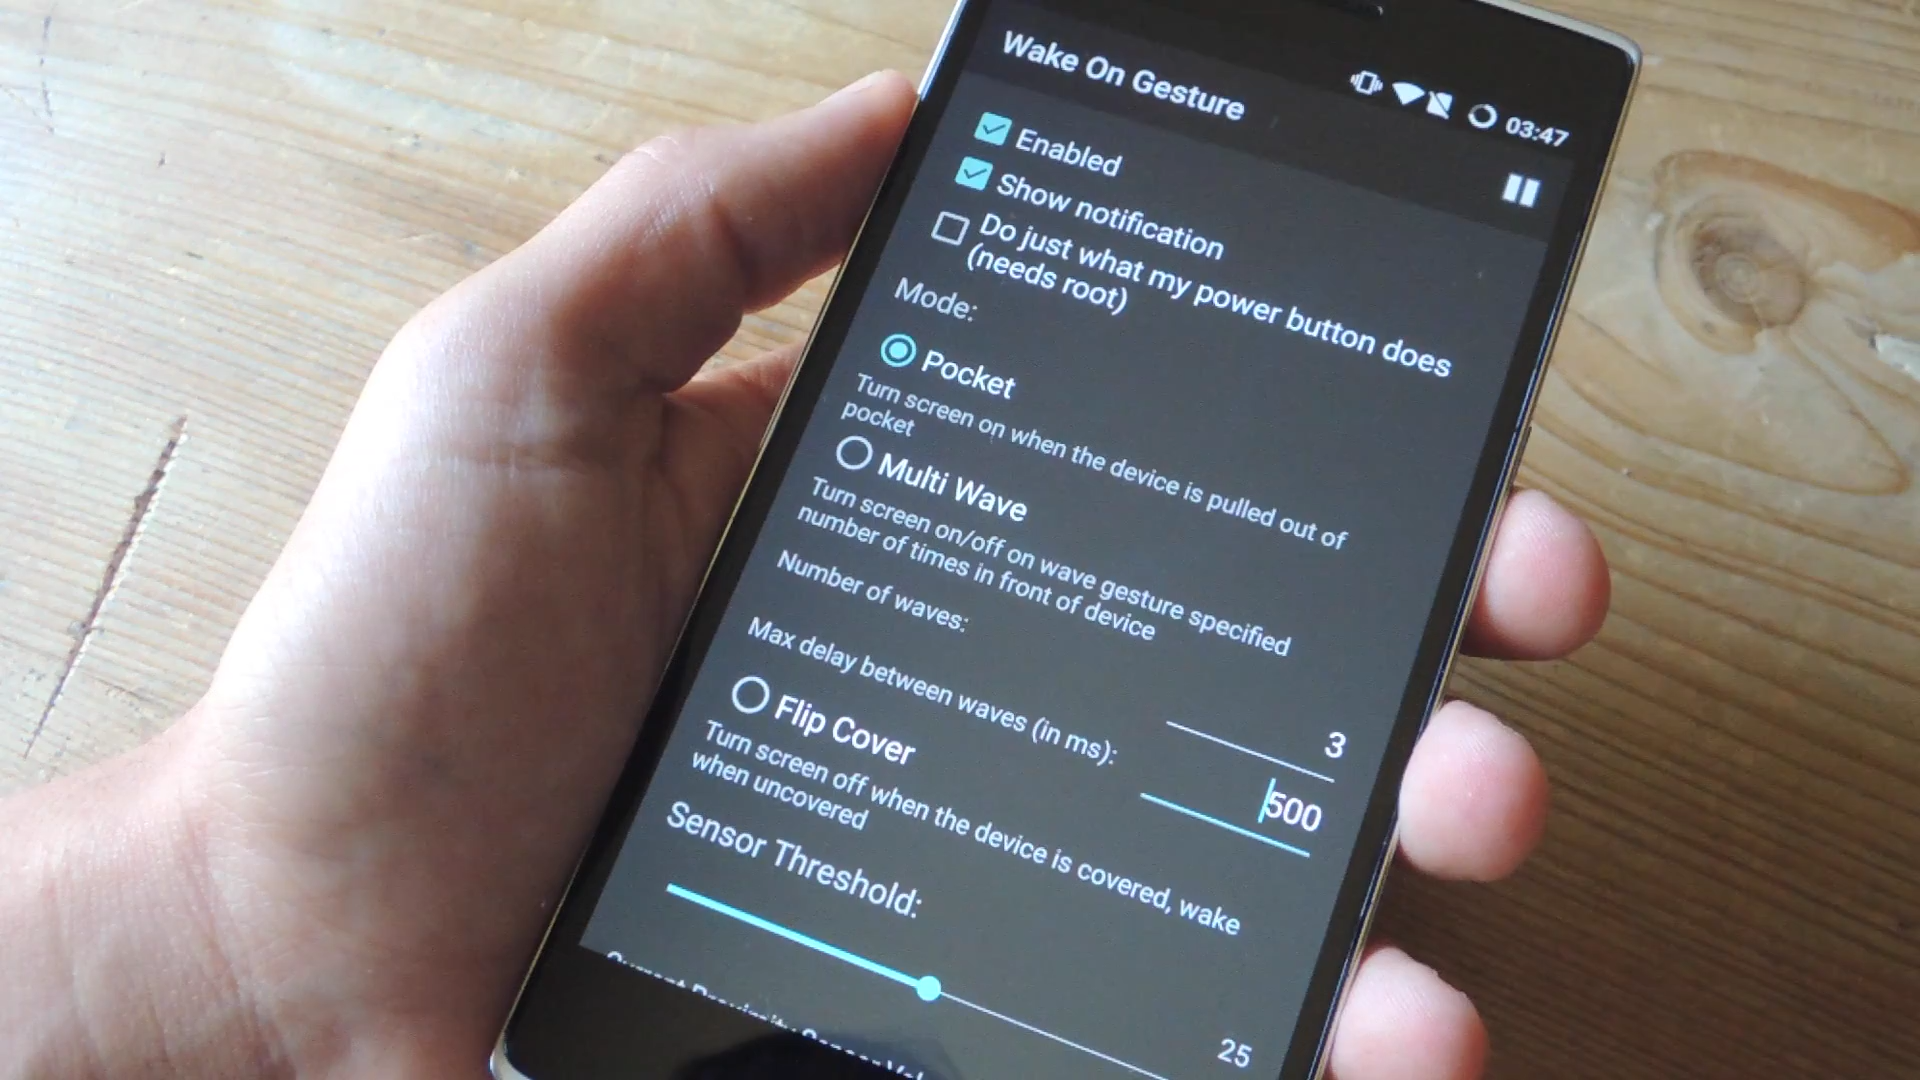 03:47
Wake On Gesture
Enabled
Show notification
Do just what my power button does
(needs root)
Mode:
Pocket
Turn screen on when the device is pulled out of
pocket
Multi Wave
Turn screen on/off on wave gesture specified
number of times in front of device
Number of waves:
3
Max delay between waves (in ms):
500
Flip Cover
Turn screen off when the device is covered, wake
when uncovered
Sensor Threshold:
25